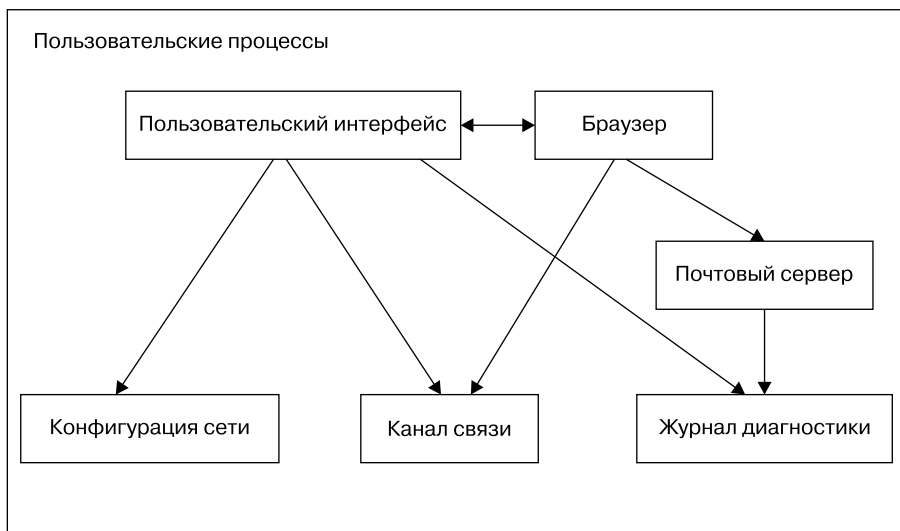 Пользовательские процессы
Пользовательский интерфейс
Браузер
Почтовый сервер
Конфигурация сети
Канал связи
Журнал диагностики